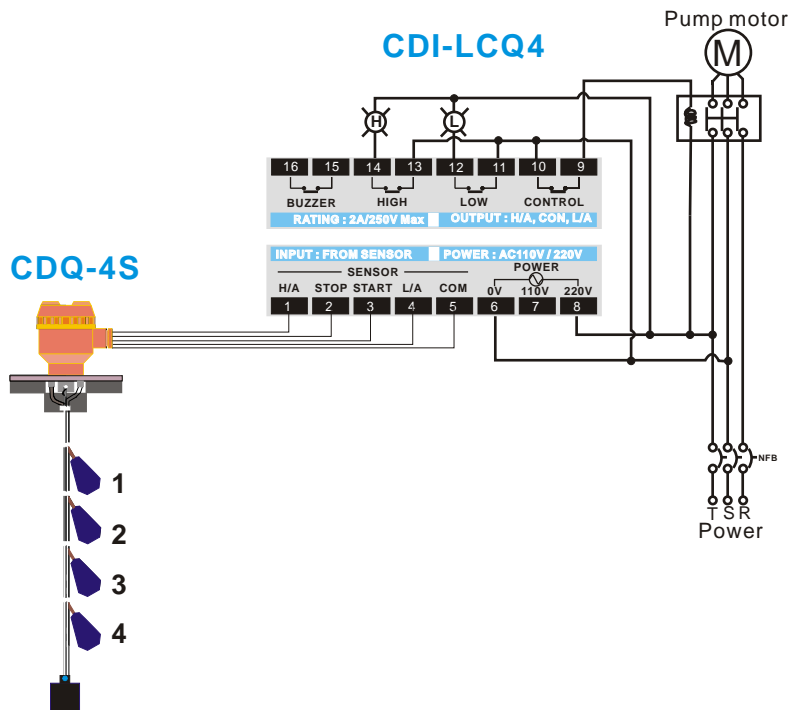 Pump motor
CDI-LCQ4
M
H
L
16 15 14 13 12 11 10 9
BUZZER HIGH LOW CONTROL
RATING : 2A/250V Max OUTPUT : H/A, CON, L/A
INPUT : FROM SENSOR POWER : AC110V / 220V
SENSOR POWER
H/A STOP START L/A COM 0V 110V 220V
1 2 3 4 5 6 7 8
CDQ-4S
NFB
T S R
Power
1
2
3
4